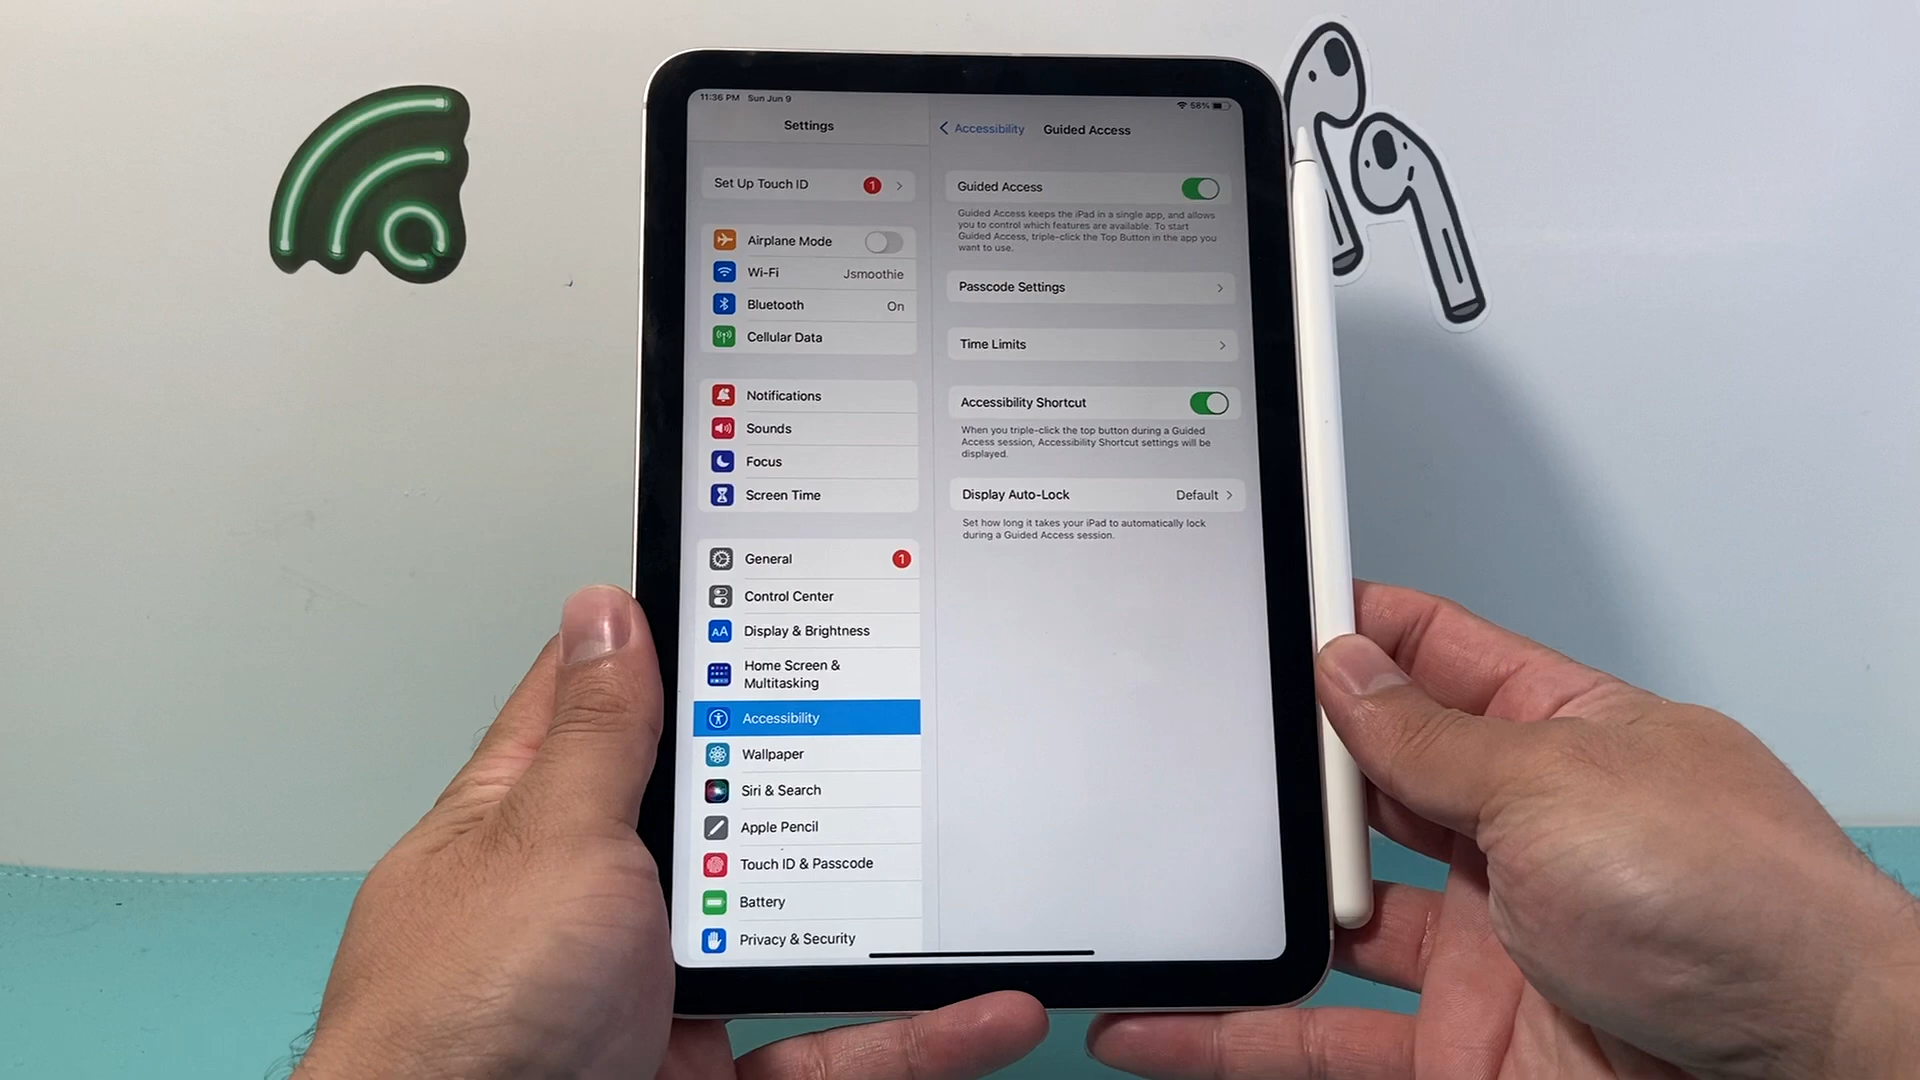 11:36 PM Sun Jun 9
58%
Settings
Set Up Touch ID 1
Airplane Mode
Wi-Fi Jsmoothie
Bluetooth On
Cellular Data
Notifications
Sounds
Focus
Screen Time
General 1
Control Center
AA Display & Brightness
Home Screen &
Multitasking
Accessibility
Wallpaper
Siri & Search
Apple Pencil
Touch ID & Passcode
Battery
Privacy & Security
Accessibility Guided Access
Guided Access
Guided Access keeps the iPad in a single app, and allows
you to control which features are available. To start
Guided Access, triple-click the Top Button in the app you
want to use.
Passcode Settings
Time Limits
Accessibility Shortcut
When you triple-click the top button during a Guided
Access session, Accessibility Shortcut settings will be
displayed.
Display Auto-Lock Default
Set how long it takes your iPad to automatically lock
during a Guided Access session.